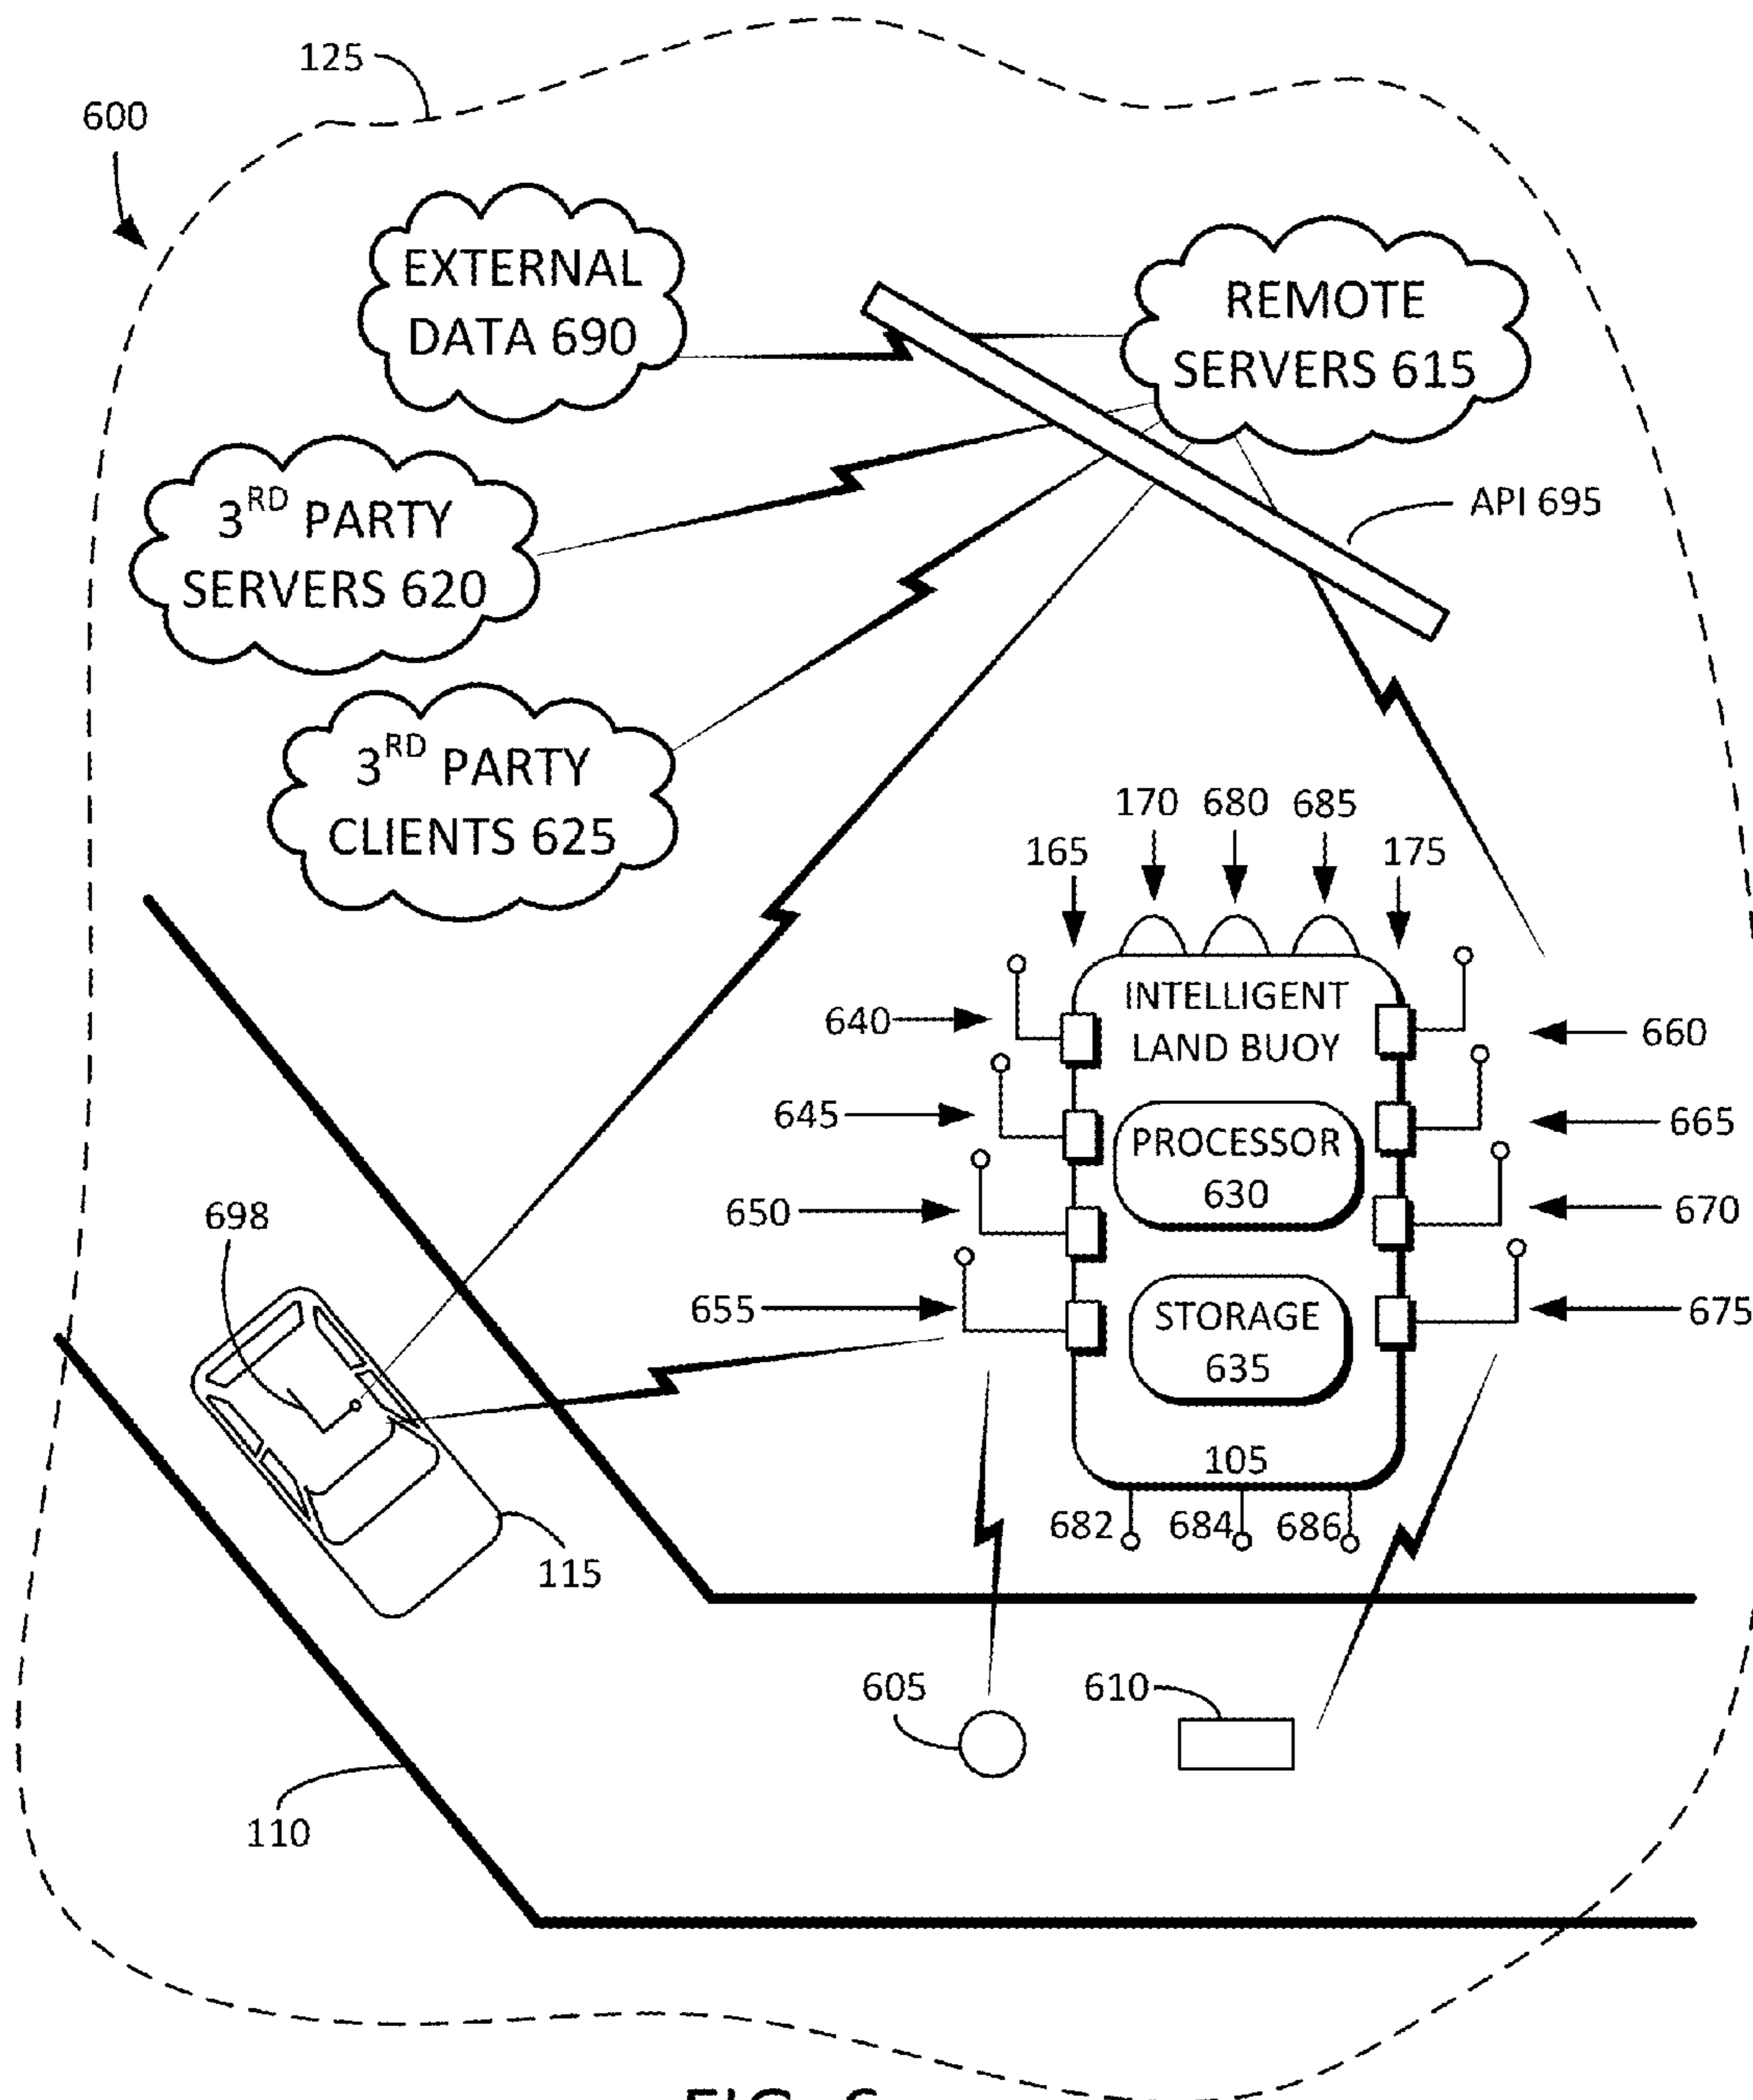 125
600
EXTERNAL
DATA 690
REMOTE
SERVERS 615
3RD PARTY
SERVERS 620
API 695
3RD PARTY
CLIENTS 625
170 680 685
165 175
INTELLIGENT
LAND BUOY
640
660
645
665
PROCESSOR
630
650
670
698
655
675
STORAGE
635
105
682 684 686
115
605
610
110